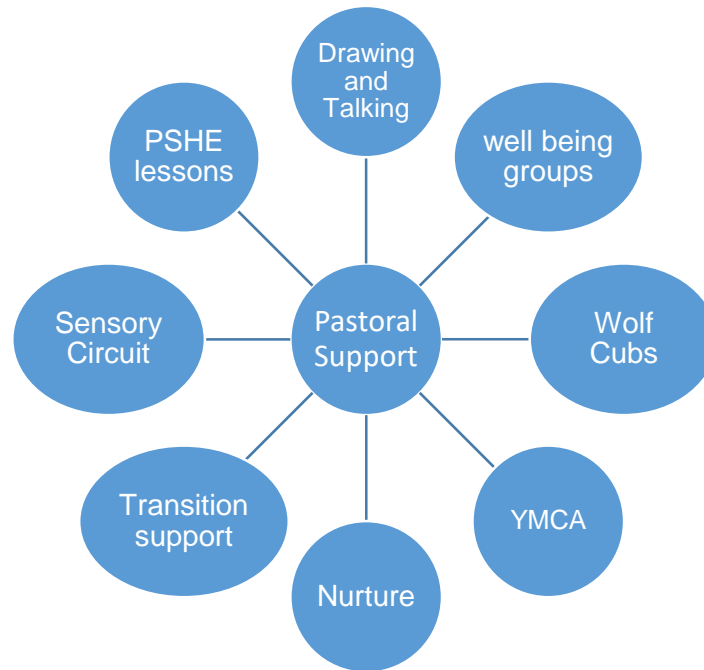 Drawing
and
Talking
well being
groups
Wolf
Cubs
YMCA
Nurture
Transition
support
Sensory
Circuit
PSHE
lessons
Pastoral
Support